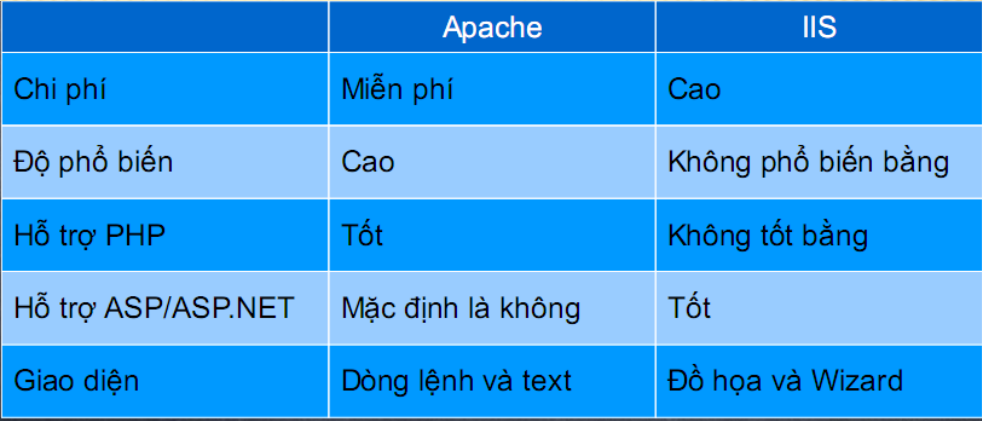 Apache IIS
Chi phí Miễn phí Cao
Độ phổ biến Cao Không phổ biến bằng
Hỗ trợ PHP Tốt Không tốt bằng
Hỗ trợ ASP/ASP.NET Mặc định là không Tốt
Giao diện Dòng lệnh và text Đồ họa và Wizard